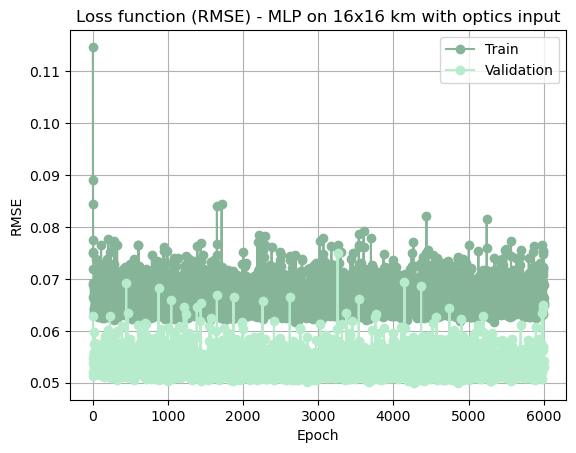 Loss function (RMSE) - MLP on 16x16 km with optics input
Train
Validation
0.11
0.10
0.09
0.08
0.07
0.06
0.05
RMSE
0
1000
2000
3000
4000
5000
6000
Epoch